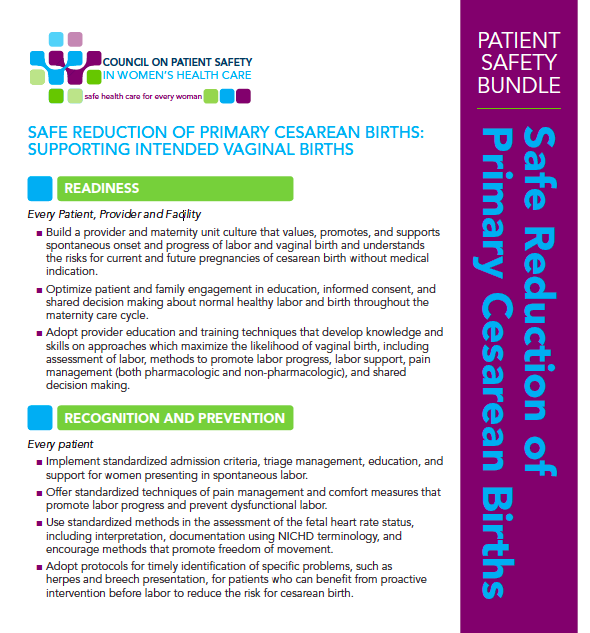 COUNCIL ON PATIENT SAFETY
IN WOMEN'S HEALTH CARE
safe health care for every woman
SAFE REDUCTION OF PRIMARY CESAREAN BIRTHS:
SUPPORTING INTENDED VAGINAL BIRTHS
READINESS
Every Patient, Provider and Facility
■ Build a provider and maternity unit culture that values, promotes, and supports
spontaneous onset and progress of labor and vaginal birth and understands
the risks for current and future pregnancies of cesarean birth without medical
indication.
■ Optimize patient and family engagement in education, informed consent, and
shared decision making about normal healthy labor and birth throughout the
maternity care cycle.
■ Adopt provider education and training techniques that develop knowledge and
skills on approaches which maximize the likelihood of vaginal birth, including
assessment of labor, methods to promote labor progress, labor support, pain
management (both pharmacologic and non-pharmacologic), and shared
decision making.
RECOGNITION AND PREVENTION
Every patient
■ Implement standardized admission criteria, triage management, education, and
support for women presenting in spontaneous labor.
■ Offer standardized techniques of pain management and comfort measures that
promote labor progress and prevent dysfunctional labor.
■ Use standardized methods in the assessment of the fetal heart rate status,
including interpretation, documentation using NICHD terminology, and
encourage methods that promote freedom of movement.
■ Adopt protocols for timely identification of specific problems, such as
herpes and breech presentation, for patients who can benefit from proactive
intervention before labor to reduce the risk for cesarean birth.
PATIENT
SAFETY
BUNDLE
Safe Reduction of
Primary Cesarean Births